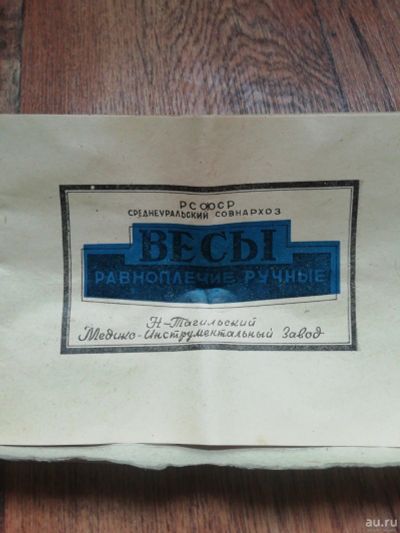 РСФСР
СРЕДНЕУРАЛЬСКИЙ СОВНАРХОЗ
ВЕСЫ
РАВНОПЛЕЧИЕ РУЧНЫЕ
Н-Тагильский
Медико-Инструментальный Завод
au.ru